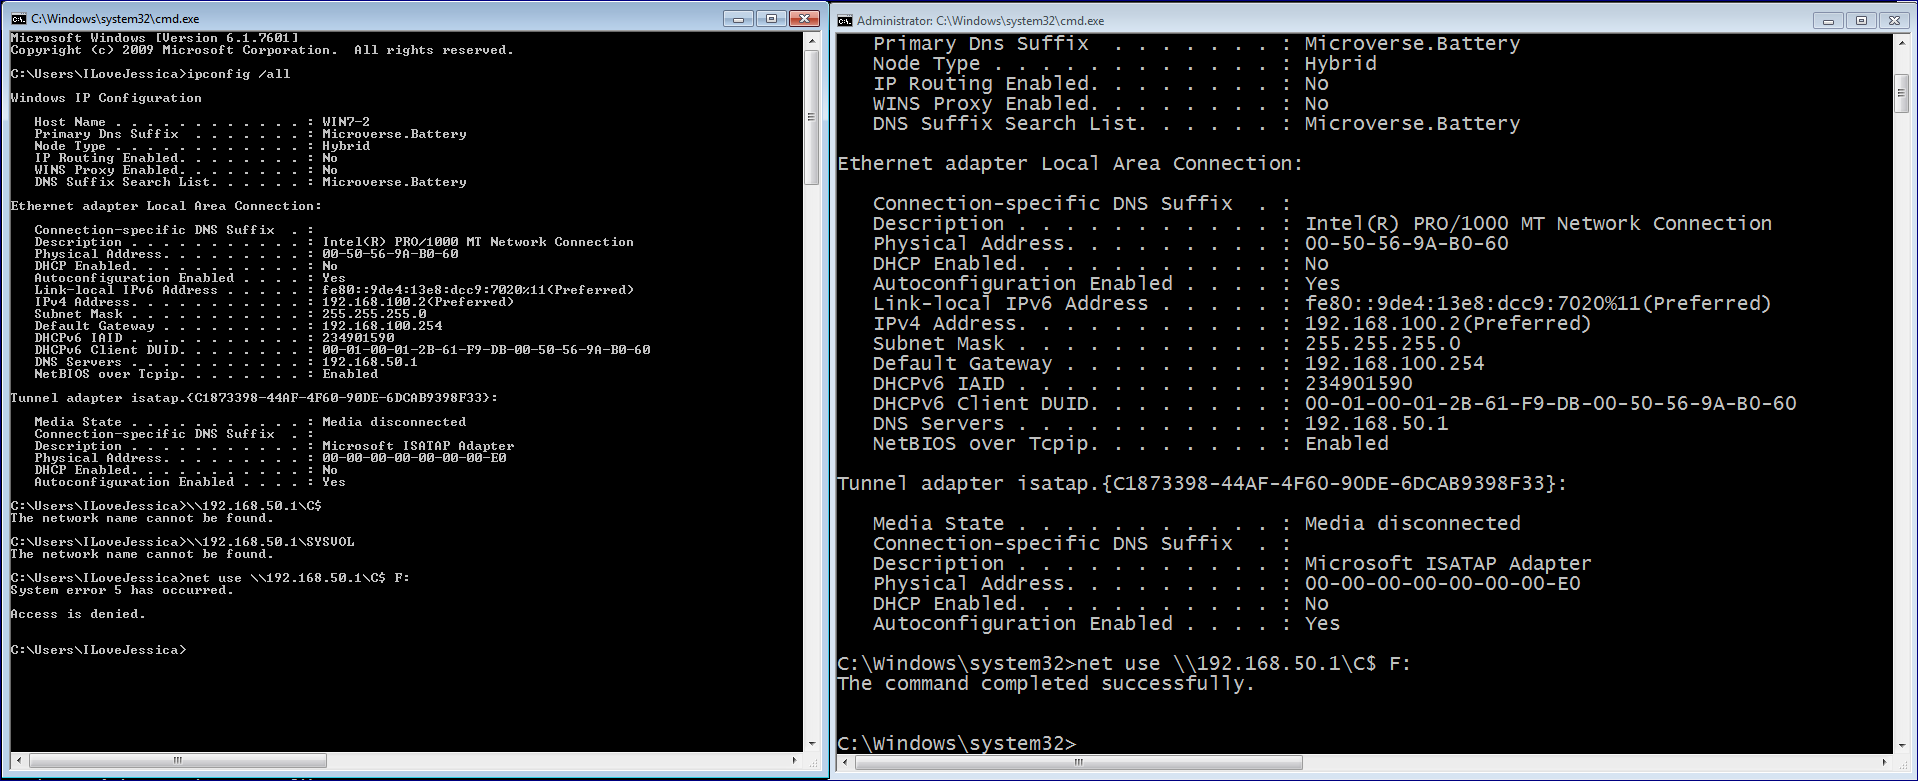 C:\Windows\system32\cmd.exe
Microsoft Windows [Version 6.1.7601]
Copyright (c) 2009 Microsoft Corporation.  All rights reserved.
C:\Users\ILoveJessica>ipconfig /all
Windows IP Configuration
   Host Name . . . . . . . . . . . . : WIN7-2
   Primary Dns Suffix  . . . . . . . : Microverse.Battery
   Node Type . . . . . . . . . . . . : Hybrid
   IP Routing Enabled. . . . . . . . : No
   WINS Proxy Enabled. . . . . . . . : No
   DNS Suffix Search List. . . . . . : Microverse.Battery
Ethernet adapter Local Area Connection:
   Connection-specific DNS Suffix  . :
   Description . . . . . . . . . . . : Intel(R) PRO/1000 MT Network Connection
   Physical Address. . . . . . . . . : 00-50-56-9A-B0-60
   DHCP Enabled. . . . . . . . . . . : No
   Autoconfiguration Enabled . . . . : Yes
   Link-local IPv6 Address . . . . . : fe80::9de4:13e8:dcc9:7020%11(Preferred)
   IPv4 Address. . . . . . . . . . . : 192.168.100.2(Preferred)
   Subnet Mask . . . . . . . . . . . : 255.255.255.0
   Default Gateway . . . . . . . . . : 192.168.100.254
   DHCPv6 IAID . . . . . . . . . . . : 234901590
   DHCPv6 Client DUID. . . . . . . . : 00-01-00-01-2B-61-F9-DB-00-50-56-9A-B0-60
   DNS Servers . . . . . . . . . . . : 192.168.50.1
   NetBIOS over Tcpip. . . . . . . . : Enabled
Tunnel adapter isatap.{C1873398-44AF-4F60-90DE-6DCAB9398F33}:
   Media State . . . . . . . . . . . : Media disconnected
   Connection-specific DNS Suffix  . :
   Description . . . . . . . . . . . : Microsoft ISATAP Adapter
   Physical Address. . . . . . . . . : 00-00-00-00-00-00-00-E0
   DHCP Enabled. . . . . . . . . . . : No
   Autoconfiguration Enabled . . . . : Yes
C:\Users\ILoveJessica>\\192.168.50.1\C$
The network name cannot be found.
C:\Users\ILoveJessica>\\192.168.50.1\SYSVOL
The network name cannot be found.
C:\Users\ILoveJessica>net use \\192.168.50.1\C$ F:
System error 5 has occurred.
Access is denied.
C:\Users\ILoveJessica>
Administrator: C:\Windows\system32\cmd.exe
   Primary Dns Suffix  . . . . . . . : Microverse.Battery
   Node Type . . . . . . . . . . . . : Hybrid
   IP Routing Enabled. . . . . . . . : No
   WINS Proxy Enabled. . . . . . . . : No
   DNS Suffix Search List. . . . . . : Microverse.Battery
Ethernet adapter Local Area Connection:
   Connection-specific DNS Suffix  . :
   Description . . . . . . . . . . . : Intel(R) PRO/1000 MT Network Connection
   Physical Address. . . . . . . . . : 00-50-56-9A-B0-60
   DHCP Enabled. . . . . . . . . . . : No
   Autoconfiguration Enabled . . . . : Yes
   Link-local IPv6 Address . . . . . : fe80::9de4:13e8:dcc9:7020%11(Preferred)
   IPv4 Address. . . . . . . . . . . : 192.168.100.2(Preferred)
   Subnet Mask . . . . . . . . . . . : 255.255.255.0
   Default Gateway . . . . . . . . . : 192.168.100.254
   DHCPv6 IAID . . . . . . . . . . . : 234901590
   DHCPv6 Client DUID. . . . . . . . : 00-01-00-01-2B-61-F9-DB-00-50-56-9A-B0-60
   DNS Servers . . . . . . . . . . . : 192.168.50.1
   NetBIOS over Tcpip. . . . . . . . : Enabled
Tunnel adapter isatap.{C1873398-44AF-4F60-90DE-6DCAB9398F33}:
   Media State . . . . . . . . . . . : Media disconnected
   Connection-specific DNS Suffix  . :
   Description . . . . . . . . . . . : Microsoft ISATAP Adapter
   Physical Address. . . . . . . . . : 00-00-00-00-00-00-00-E0
   DHCP Enabled. . . . . . . . . . . : No
   Autoconfiguration Enabled . . . . : Yes
C:\Windows\system32>net use \\192.168.50.1\C$ F:
The command completed successfully.
C:\Windows\system32>